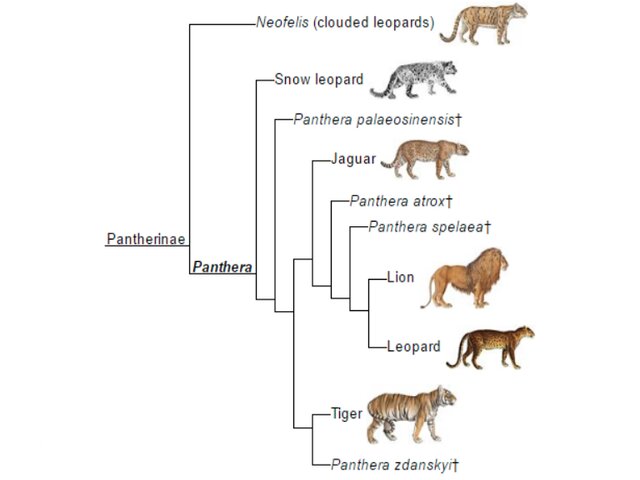 Neofelis (clouded leopards)
Snow leopard
Panthera palaeosinensis†
Jaguar
Panthera atrox†
Panthera spelaea†
Pantherinae
Panthera
Lion
Leopard
Tiger
Panthera zdanskyi†